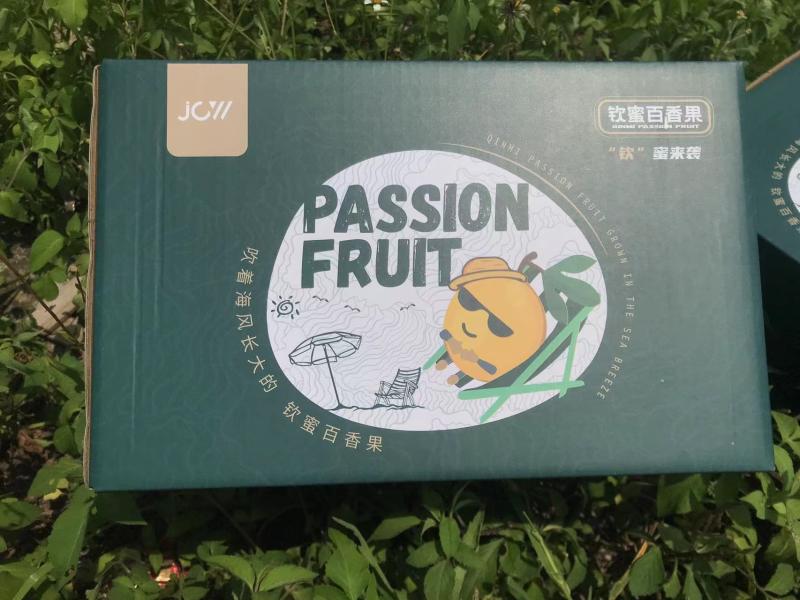 JOYY
钦蜜百香果
QINMI PASSION FRUIT
“钦”蜜来袭
QINMI PASSION FRUIT GROWN IN THE SEA BREEZE
PASSION
FRUIT
吹着海风长大的 钦蜜百香果